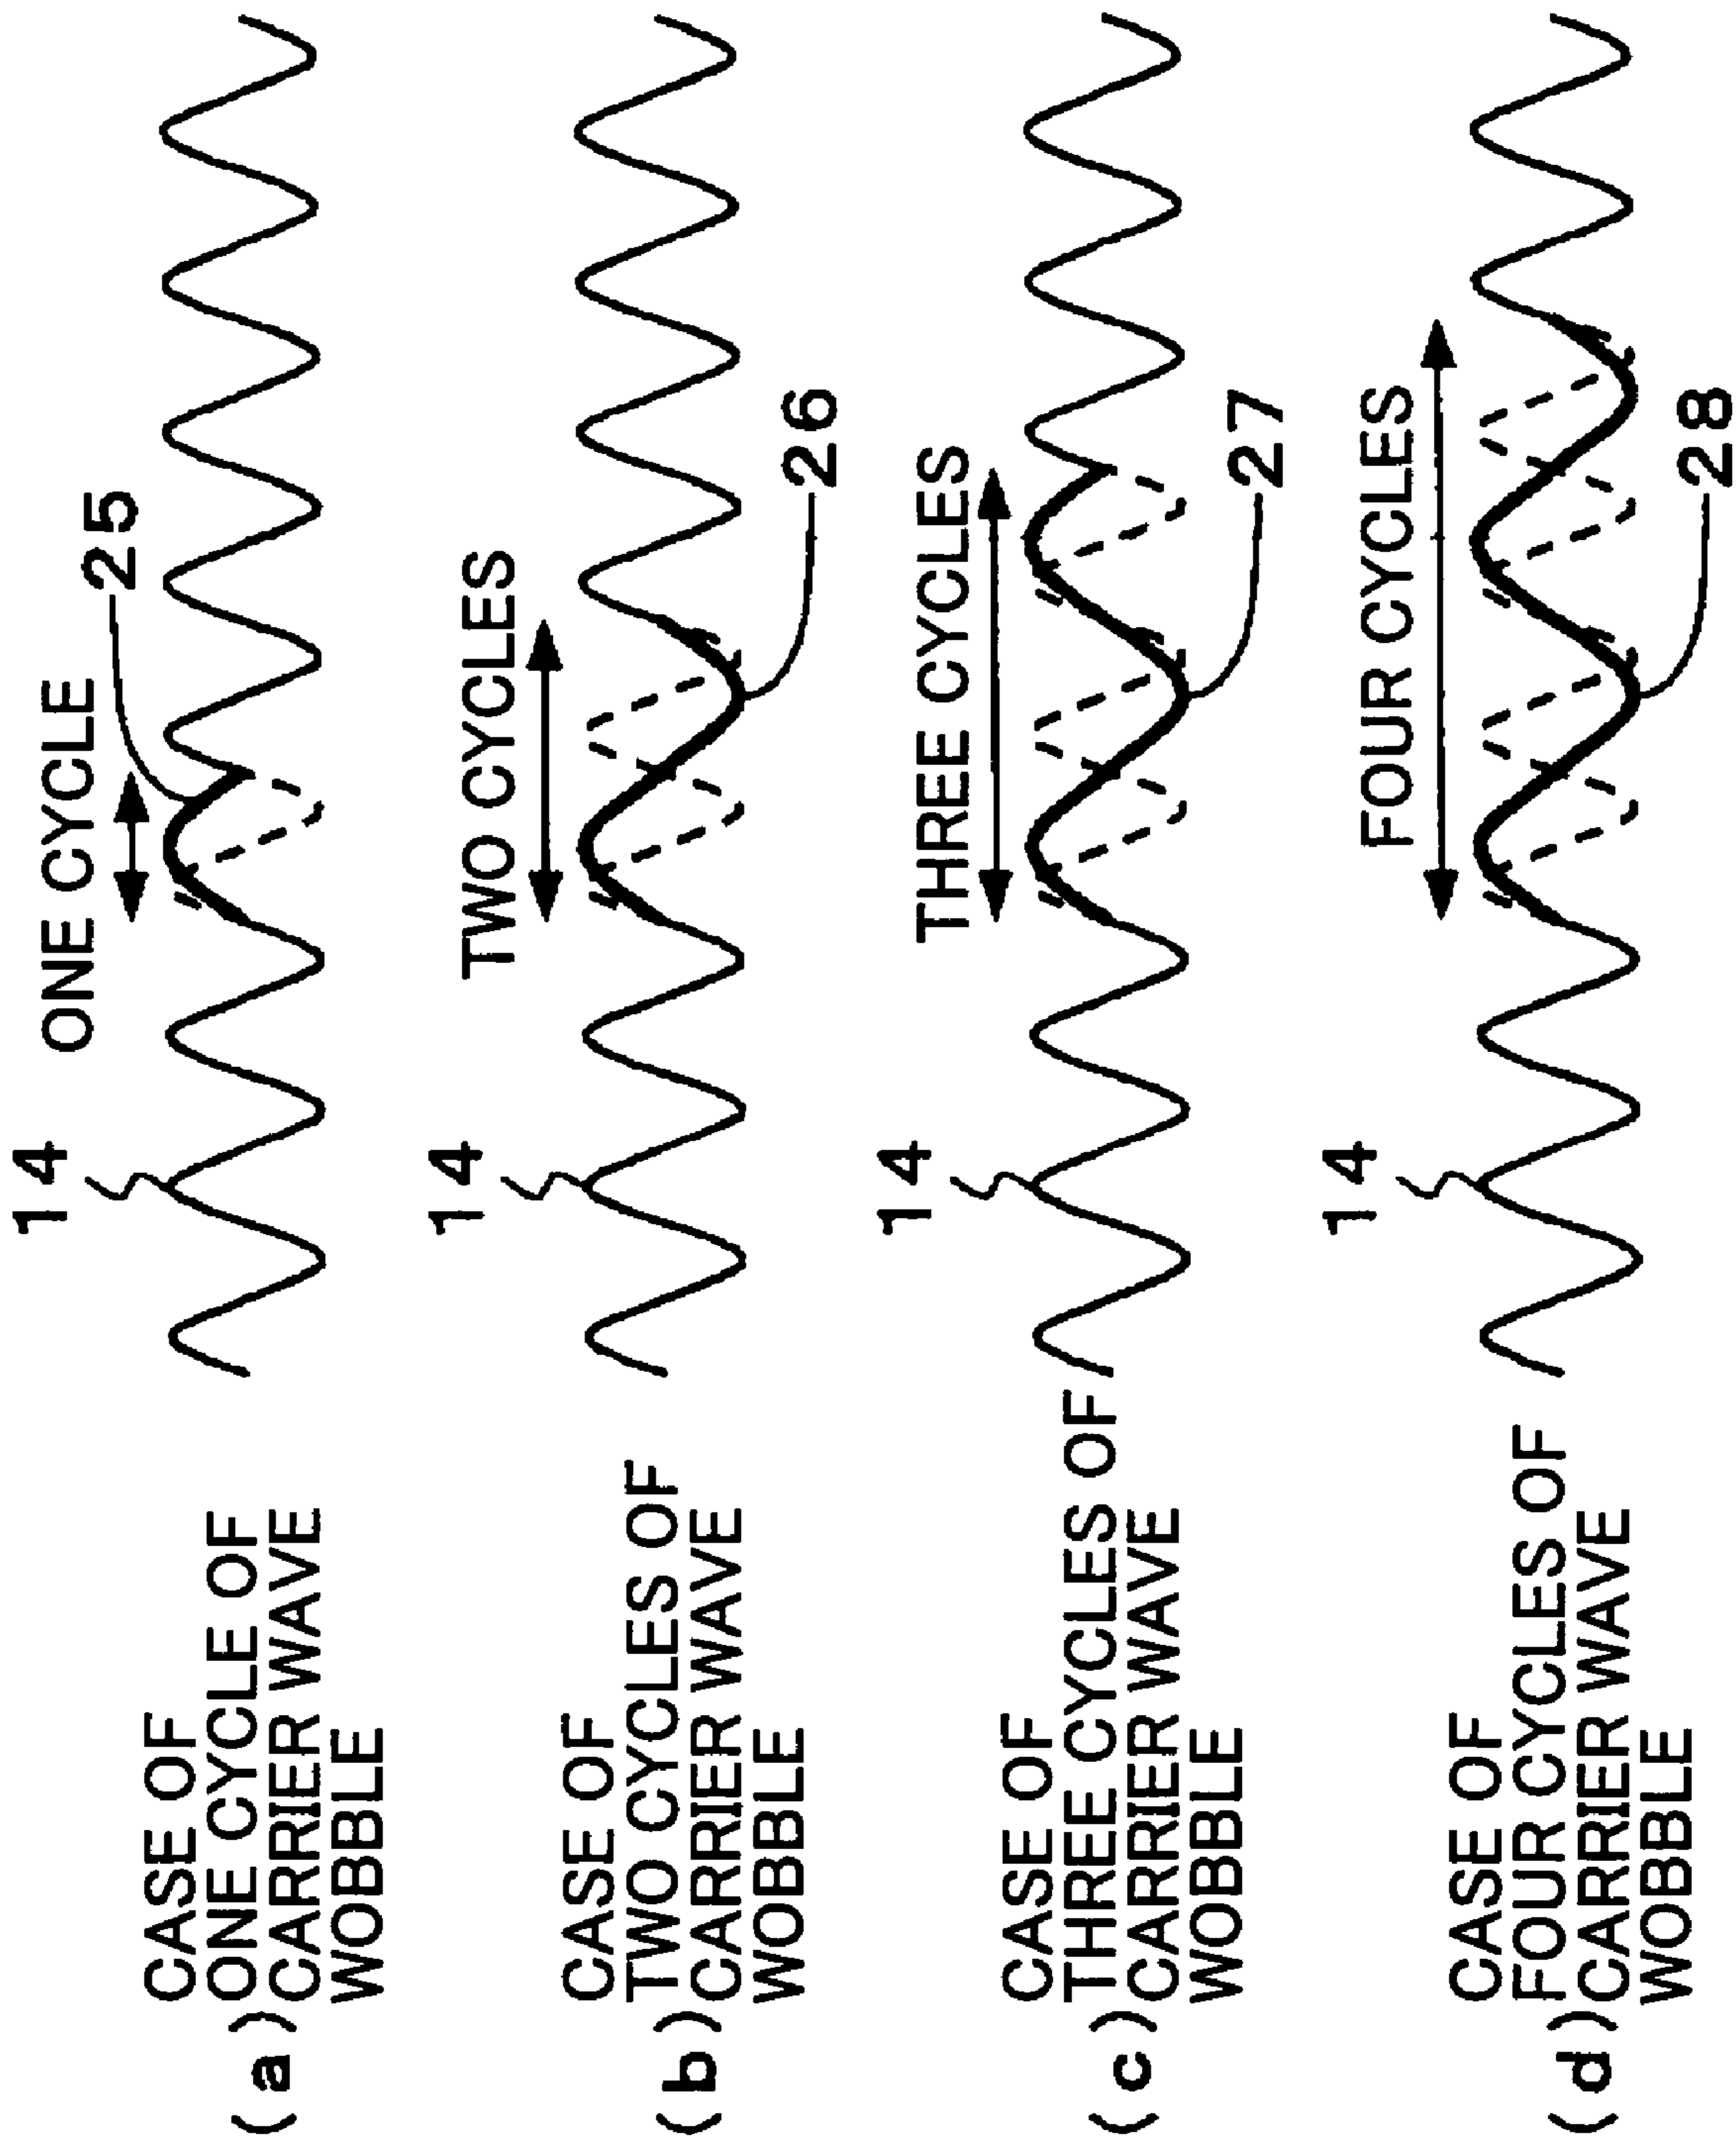 (a)
CASE OF
ONE CYCLE OF
CARRIER WAVE
WOBBLE
14
ONE CYCLE
25
(b)
CASE OF
TWO CYCLES OF
CARRIER WAVE
WOBBLE
14
TWO CYCLES
26
(c)
CASE OF
THREE CYCLES OF
CARRIER WAVE
WOBBLE
14
THREE CYCLES
27
(d)
CASE OF
FOUR CYCLES OF
CARRIER WAVE
WOBBLE
14
FOUR CYCLES
28